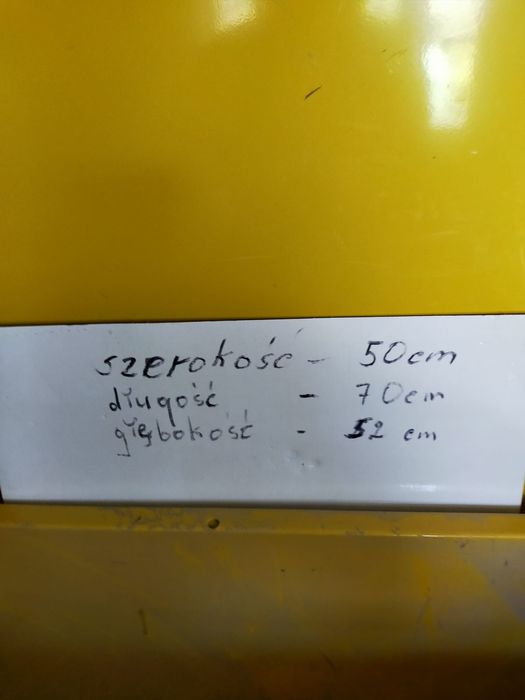 szerokość - 50cm
długość - 70cm
głębokość - 52 cm